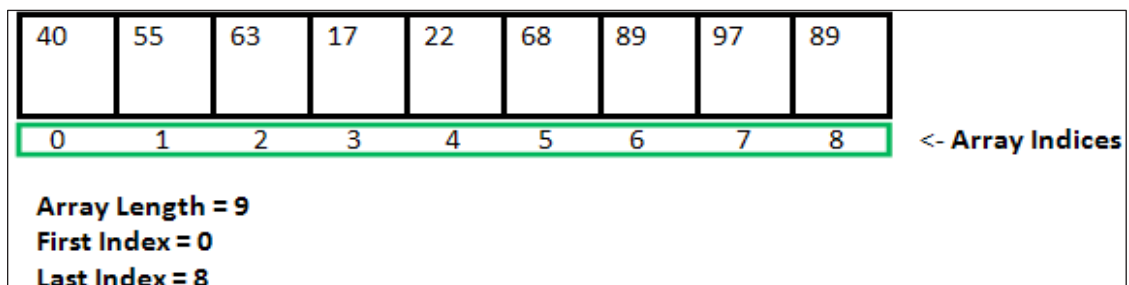 40 55 63 17 22 68 89 97 89
0 1 2 3 4 5 6 7 8 <- Array Indices
Array Length = 9
First Index = 0
Last Index = 8